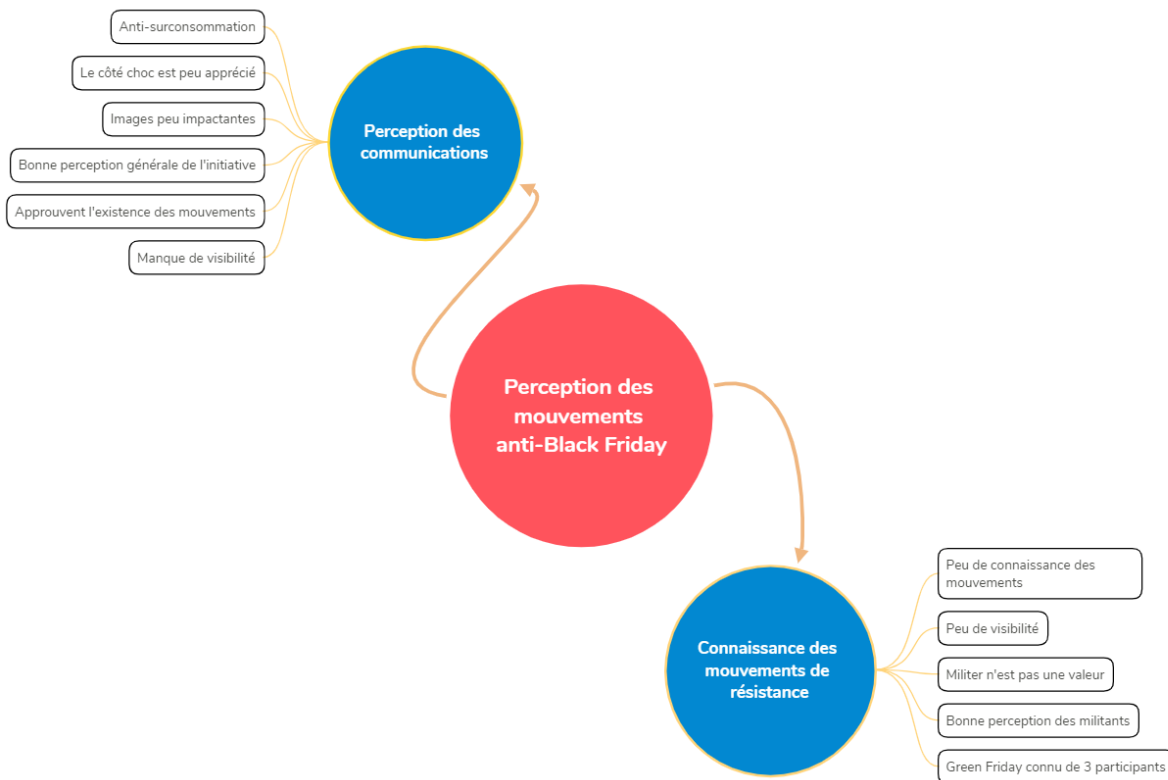 Anti-surconsommation
Le côté choc est peu apprécié
Images peu impactantes
Bonne perception générale de l'initiative
Approuvent l'existence des mouvements
Manque de visibilité
Perception des
communications
Perception des
mouvements
anti-Black Friday
Connaissance des
mouvements de
résistance
Peu de connaissance des
mouvements
Peu de visibilité
Militer n'est pas une valeur
Bonne perception des militants
Green Friday connu de 3 participants